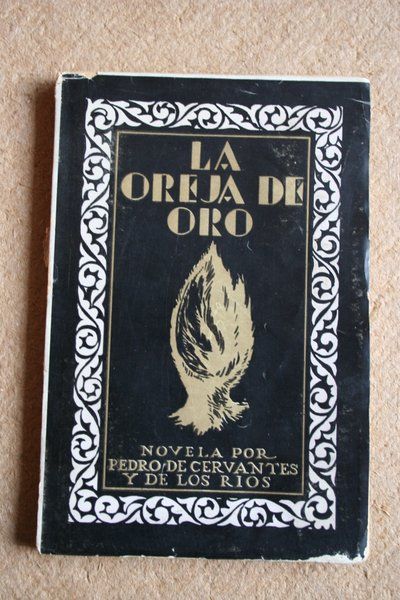 LA
OREJA DE
ORO
NOVELA POR
PEDRO DE CERVANTES
Y DE LOS RIOS